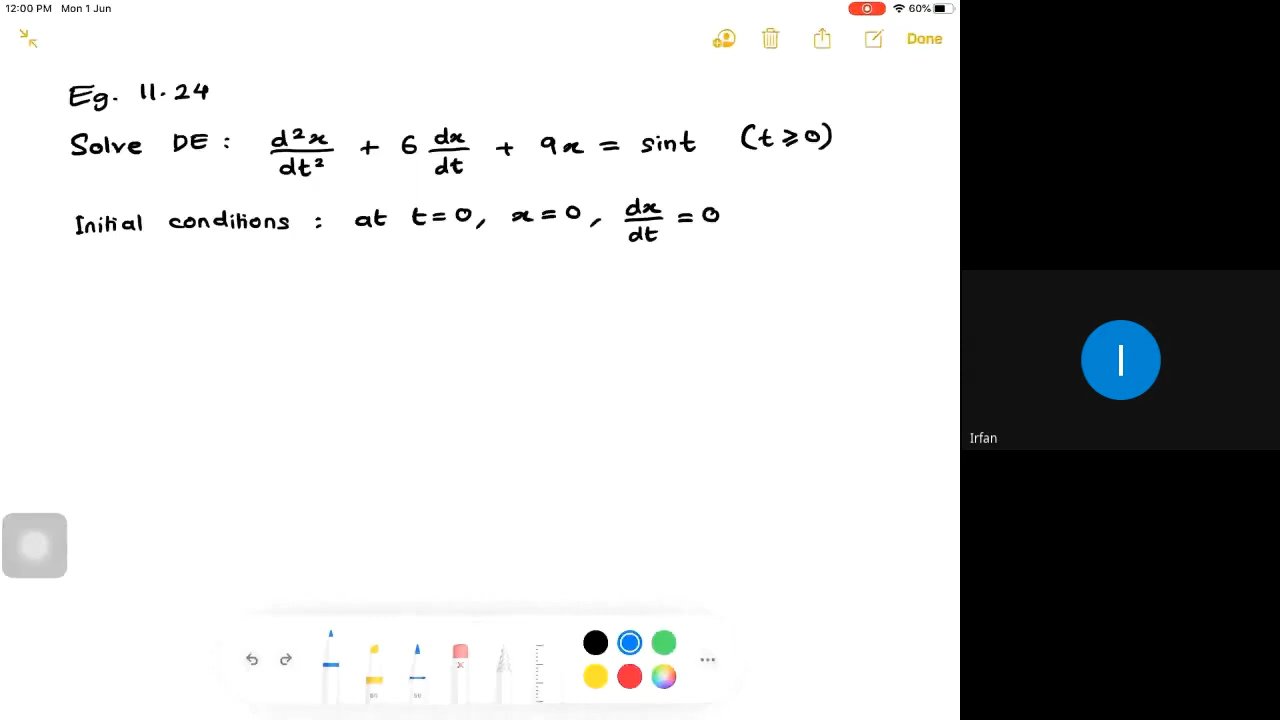 12:00 PM Mon 1 Jun 60%
Done
Eg. 11.24
Solve DE : d²x/dt² + 6 dx/dt + 9x = sint (t ≥ 0)
Initial conditions : at t = 0, x = 0, dx/dt = 0
I
Irfan